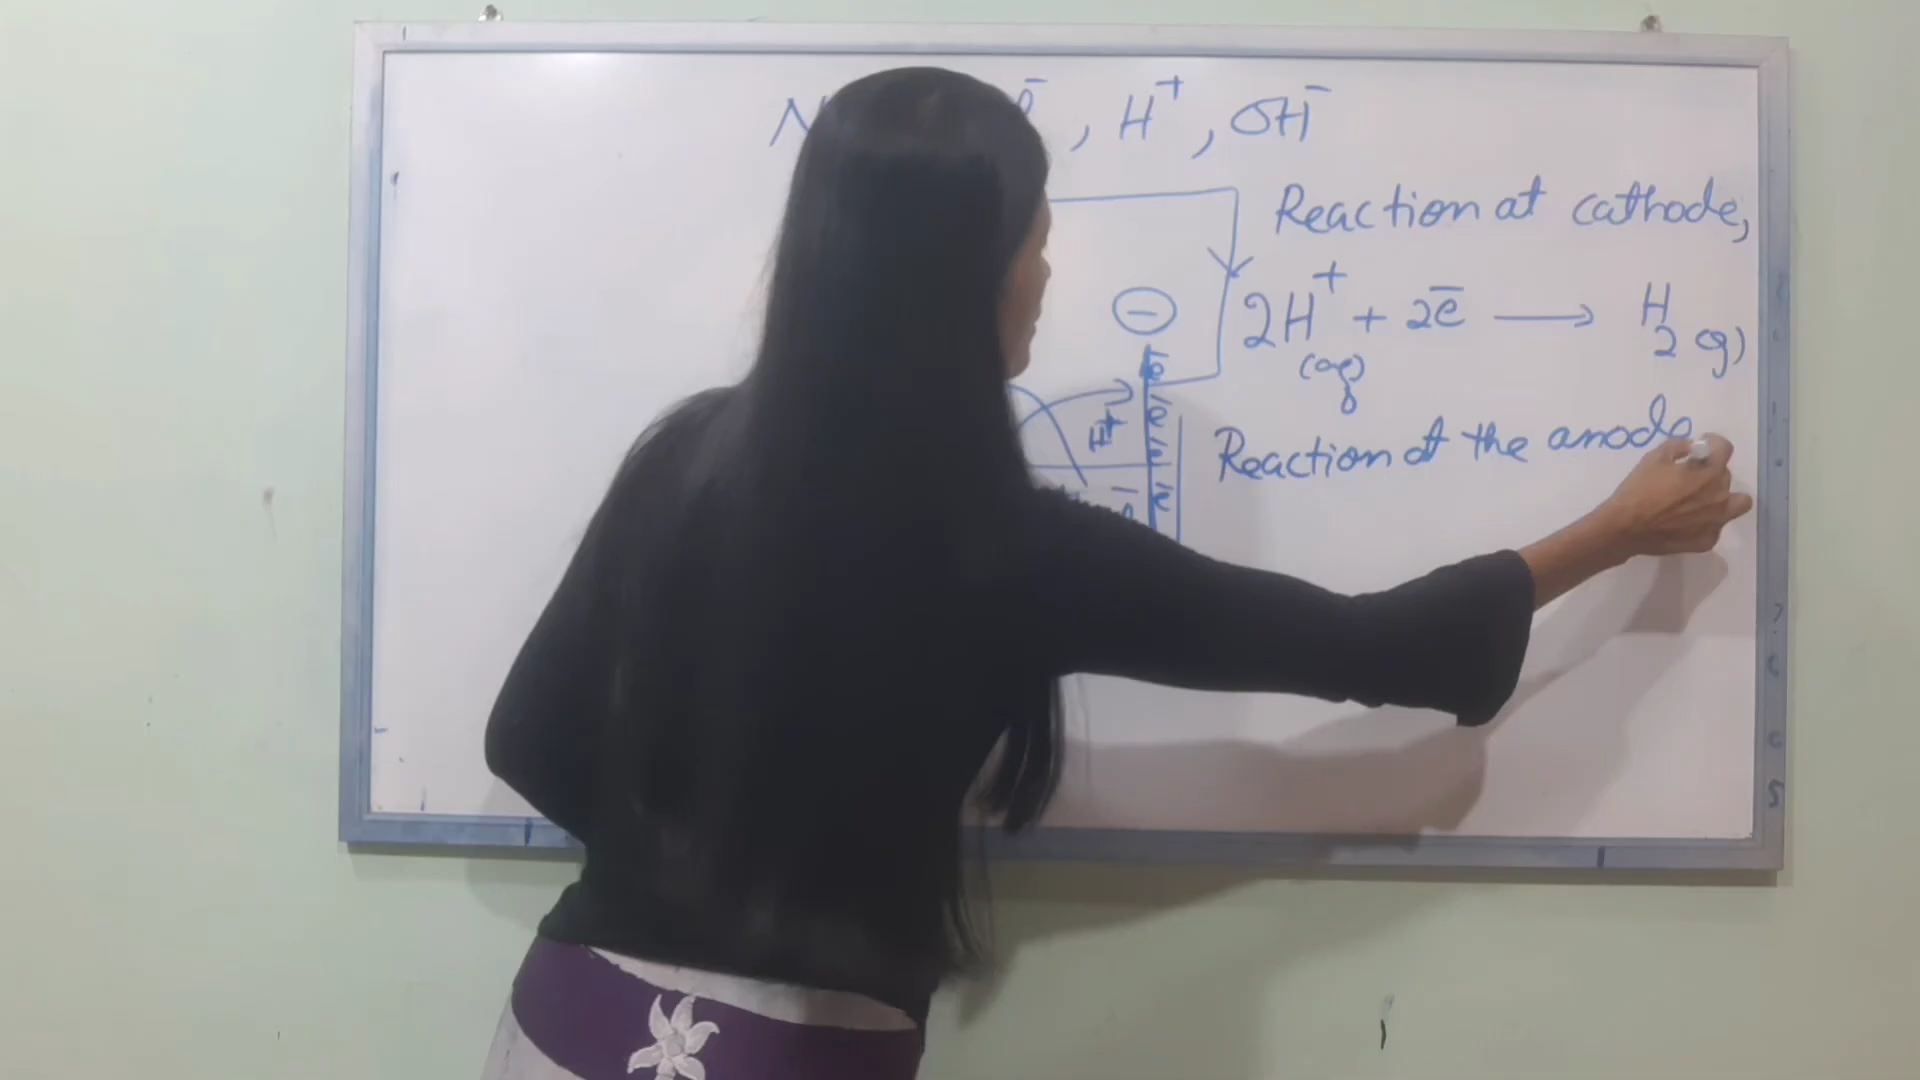 H⁺, OH⁻
Reaction at cathode,
2H⁺(aq) + 2e⁻ ⟶ H₂(g)
H⁺
Reaction at the anode